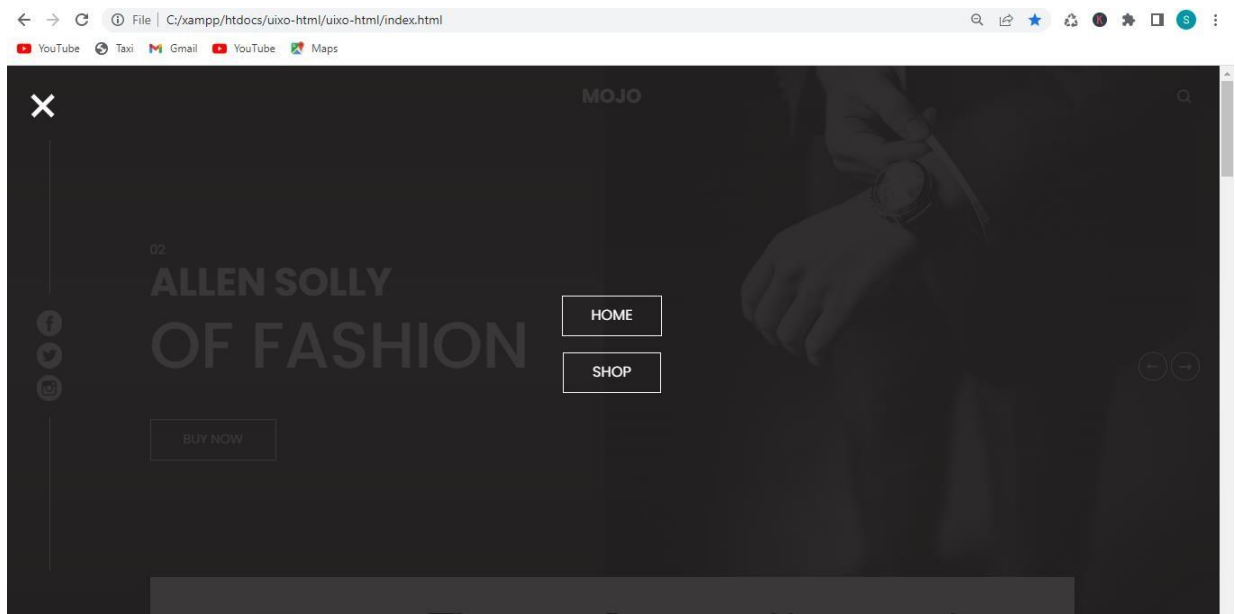 File | C:/xampp/htdocs/uixo-html/uixo-html/index.html
K
S
YouTube Taxi Gmail YouTube Maps
MOJO
02
ALLEN SOLLY
OF FASHION
HOME
SHOP
BUY NOW